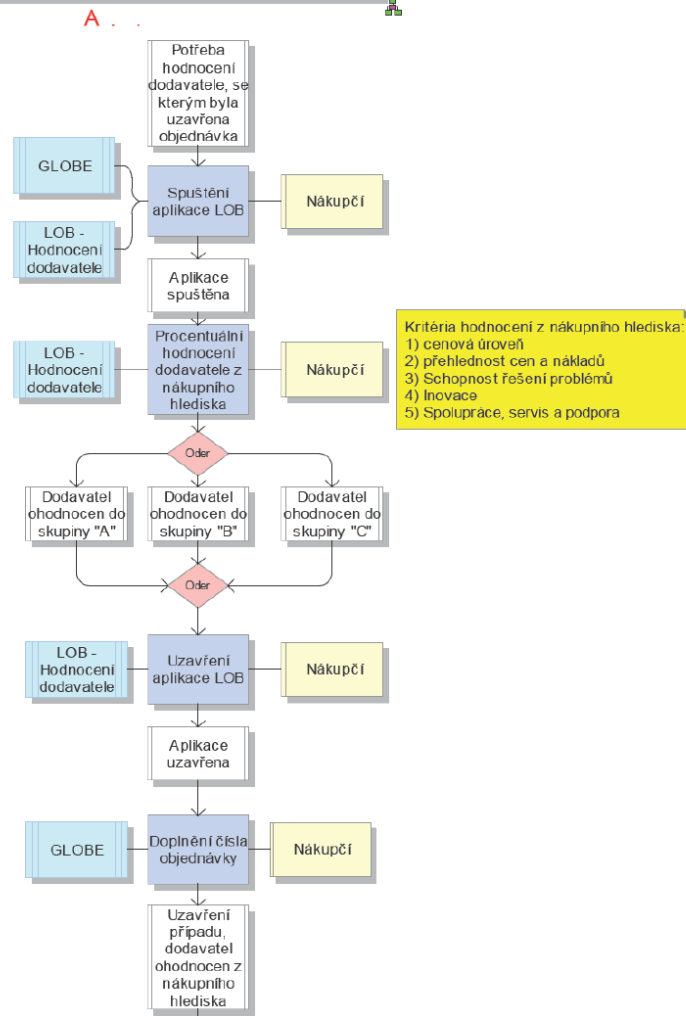 A . .
Potřeba
hodnocení
dodavatele, se
kterým byla
uzavřena
objednávka
GLOBE
Spuštění
aplikace LOB
Nákupčí
LOB -
Hodnocení
dodavatele
Aplikace
spuštěna
LOB -
Hodnocení
dodavatele
Procentuální
hodnocení
dodavatele z
nákupního
hlediska
Nákupčí
Kritéria hodnocení z nákupního hlediska:
1) cenová úroveň
2) přehlednost cen a nákladů
3) Schopnost řešení problémů
4) Inovace
5) Spolupráce, servis a podpora
Oder
Dodavatel
ohodnocen do
skupiny "A"
Dodavatel
ohodnocen do
skupiny "B"
Dodavatel
ohodnocen do
skupiny "C"
Oder
LOB -
Hodnocení
dodavatele
Uzavření
aplikace LOB
Nákupčí
Aplikace
uzavřena
GLOBE
Doplnění čísla
objednávky
Nákupčí
Uzavření
případu,
dodavatel
ohodnocen z
nákupního
hlediska